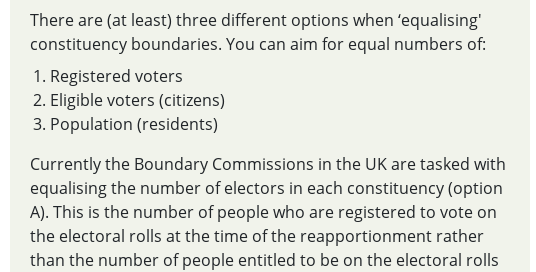 There are (at least) three different options when ‘equalising'
constituency boundaries. You can aim for equal numbers of:
1. Registered voters
2. Eligible voters (citizens)
3. Population (residents)
Currently the Boundary Commissions in the UK are tasked with
equalising the number of electors in each constituency (option
A). This is the number of people who are registered to vote on
the electoral rolls at the time of the reapportionment rather
than the number of people entitled to be on the electoral rolls